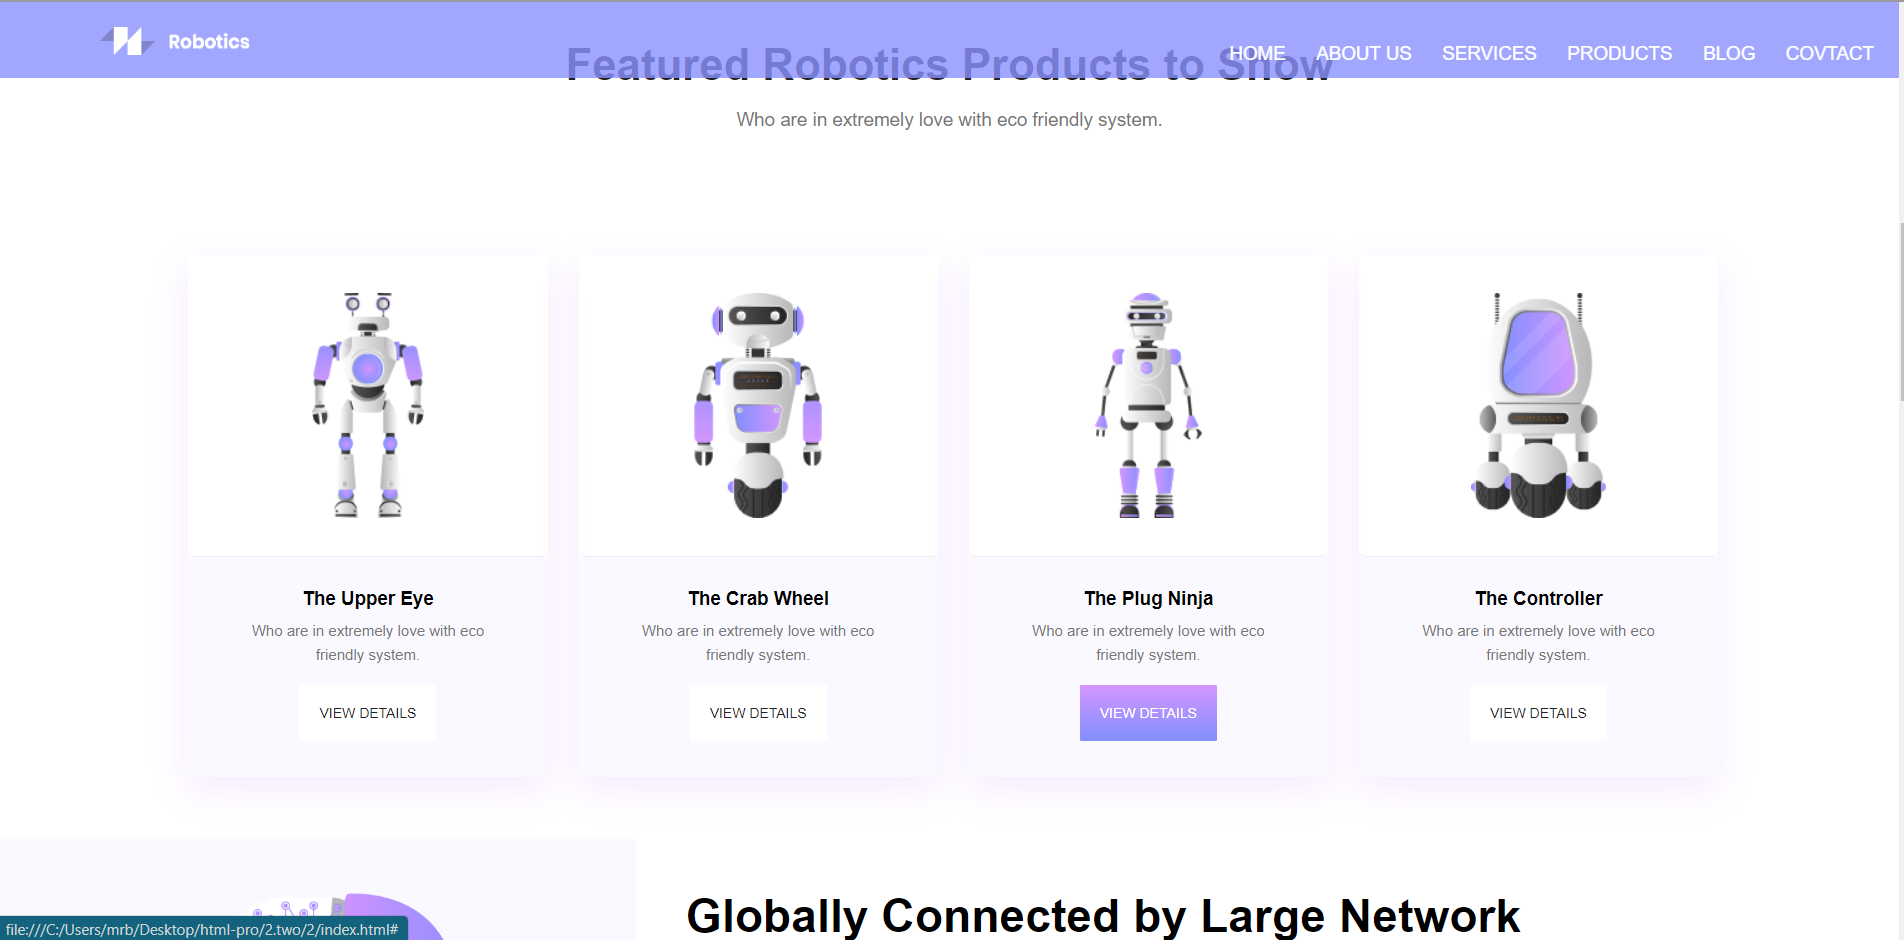 Robotics
HOME ABOUT US SERVICES PRODUCTS BLOG COVTACT
Featured Robotics Products to Show
Who are in extremely love with eco friendly system.
The Upper Eye
Who are in extremely love with eco
friendly system.
VIEW DETAILS
The Crab Wheel
Who are in extremely love with eco
friendly system.
VIEW DETAILS
The Plug Ninja
Who are in extremely love with eco
friendly system.
VIEW DETAILS
The Controller
Who are in extremely love with eco
friendly system.
VIEW DETAILS
Globally Connected by Large Network
file:///C:/Users/mrb/Desktop/html-pro/2.two/2/index.html#